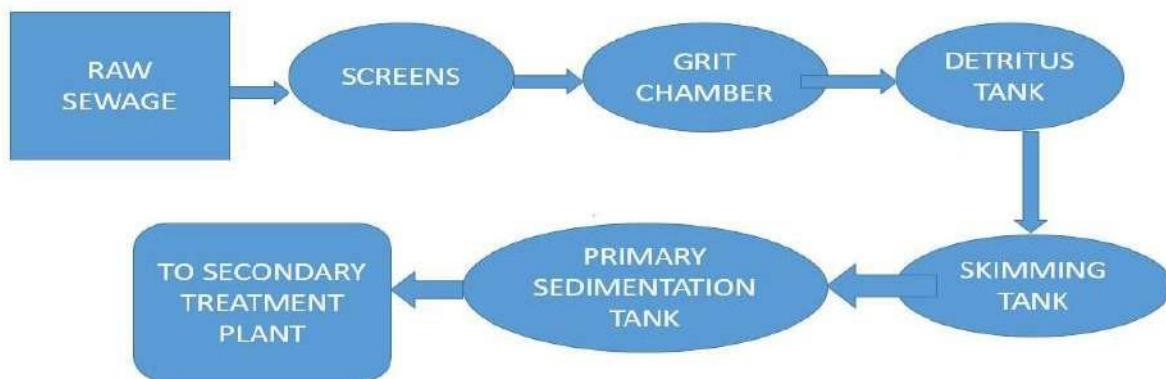 RAW
SEWAGE
SCREENS
GRIT
CHAMBER
DETRITUS
TANK
SKIMMING
TANK
PRIMARY
SEDIMENTATION
TANK
TO SECONDARY
TREATMENT
PLANT